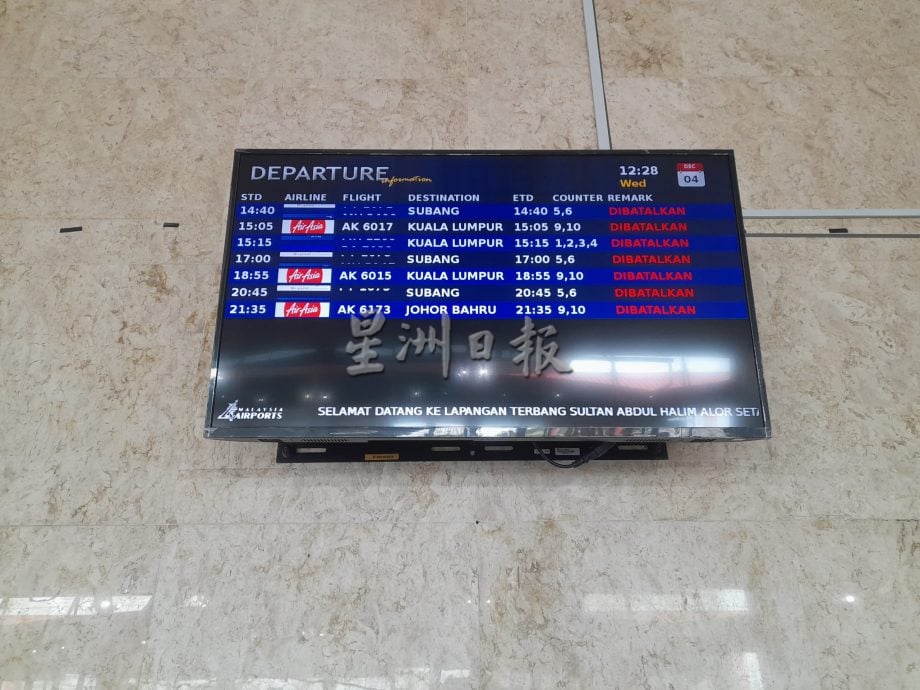 DEPARTURE information 12:28 DEC
Wed 04
STD AIRLINE FLIGHT DESTINATION ETD COUNTER REMARK
14:40 SUBANG 14:40 5,6 DIBATALKAN
15:05 AirAsia AK 6017 KUALA LUMPUR 15:05 9,10 DIBATALKAN
15:15 KUALA LUMPUR 15:15 1,2,3,4 DIBATALKAN
17:00 SUBANG 17:00 5,6 DIBATALKAN
18:55 AirAsia AK 6015 KUALA LUMPUR 18:55 9,10 DIBATALKAN
20:45 SUBANG 20:45 5,6 DIBATALKAN
21:35 AirAsia AK 6173 JOHOR BAHRU 21:35 9,10 DIBATALKAN
星洲日报
MALAYSIA
AIRPORTS SELAMAT DATANG KE LAPANGAN TERBANG SULTAN ABDUL HALIM ALOR SETA